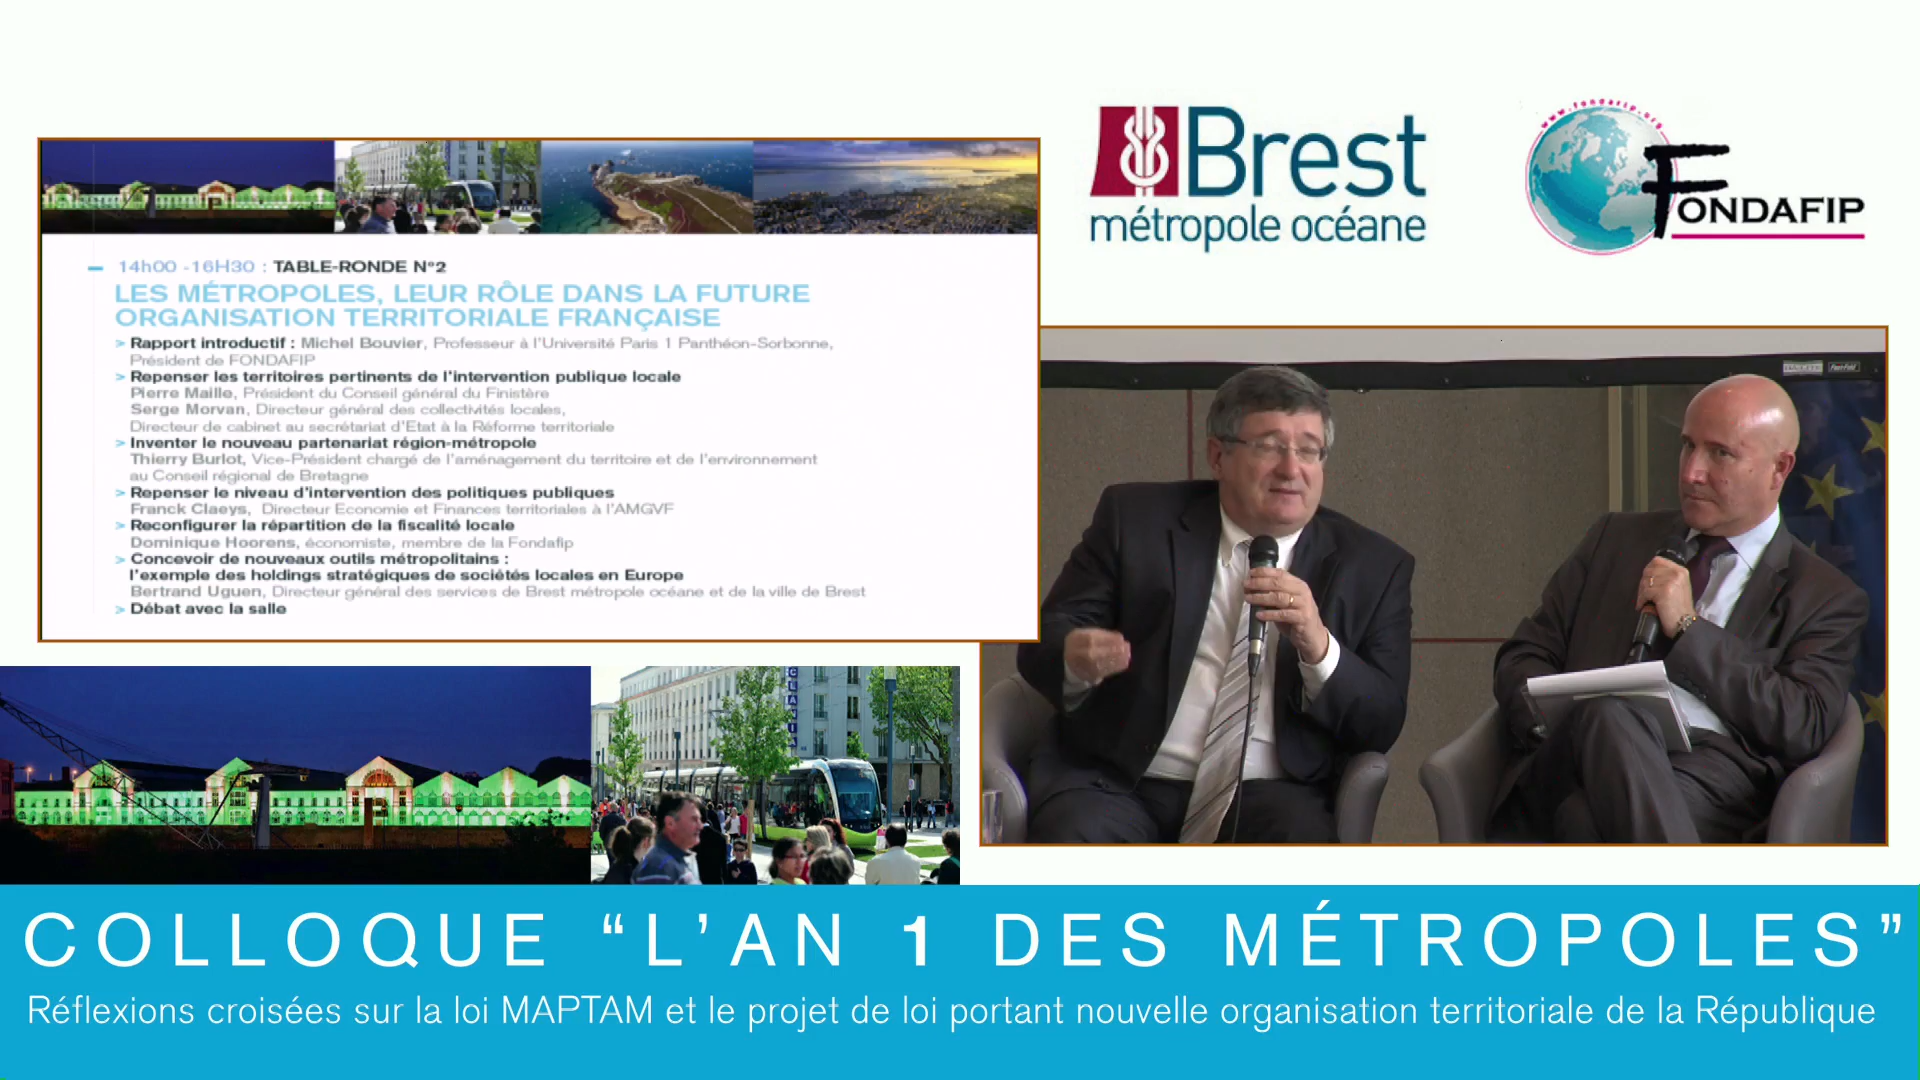 www.fondafip.org
Brest
métropole océane
FONDAFIP
14h00 -16H30 : TABLE-RONDE N°2
LES MÉTROPOLES, LEUR RÔLE DANS LA FUTURE
ORGANISATION TERRITORIALE FRANÇAISE
> Rapport introductif : Michel Bouvier, Professeur à l'Université Paris 1 Panthéon-Sorbonne,
Président de FONDAFIP
> Repenser les territoires pertinents de l'intervention publique locale
Pierre Maille, Président du Conseil général du Finistère
Serge Morvan, Directeur général des collectivités locales,
Directeur de cabinet au secrétariat d'Etat à la Réforme territoriale
> Inventer le nouveau partenariat région-métropole
Thierry Burlot, Vice-Président chargé de l'aménagement du territoire et de l'environnement
au Conseil régional de Bretagne
> Repenser le niveau d'intervention des politiques publiques
Franck Claeys, Directeur Economie et Finances territoriales à l'AMGVF
> Reconfigurer la répartition de la fiscalité locale
Dominique Hoorens, économiste, membre de la Fondafip
> Concevoir de nouveaux outils métropolitains :
l'exemple des holdings stratégiques de sociétés locales en Europe
Bertrand Uguen, Directeur général des services de Brest métropole océane et de la ville de Brest
> Débat avec la salle
COLLOQUE “L’AN 1 DES MÉTROPOLES”
Réflexions croisées sur la loi MAPTAM et le projet de loi portant nouvelle organisation territoriale de la République